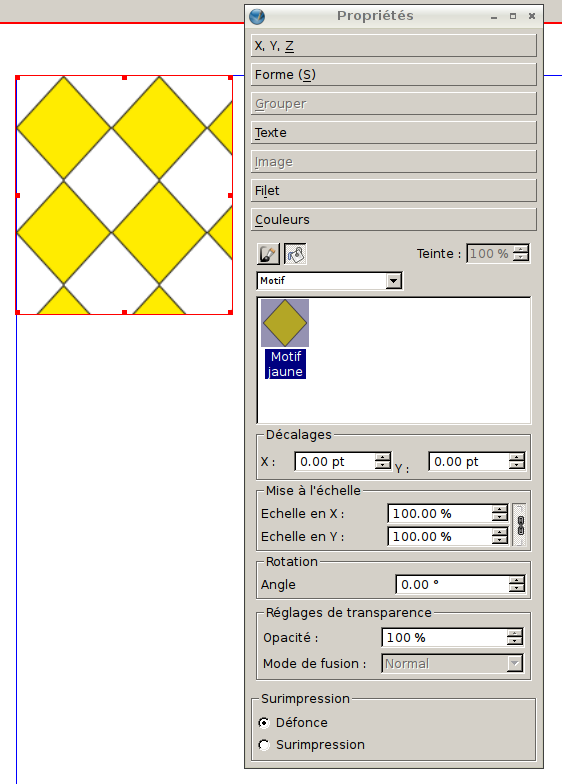 Propriétés
X, Y, Z
Forme (S)
Grouper
Texte
Image
Filet
Couleurs
Teinte : 100 %
Motif
Motif
jaune
Décalages
X : 0.00 pt Y : 0.00 pt
Mise à l'échelle
Echelle en X : 100.00 %
Echelle en Y : 100.00 %
Rotation
Angle 0.00 °
Réglages de transparence
Opacité : 100 %
Mode de fusion : Normal
Surimpression
Défonce
Surimpression